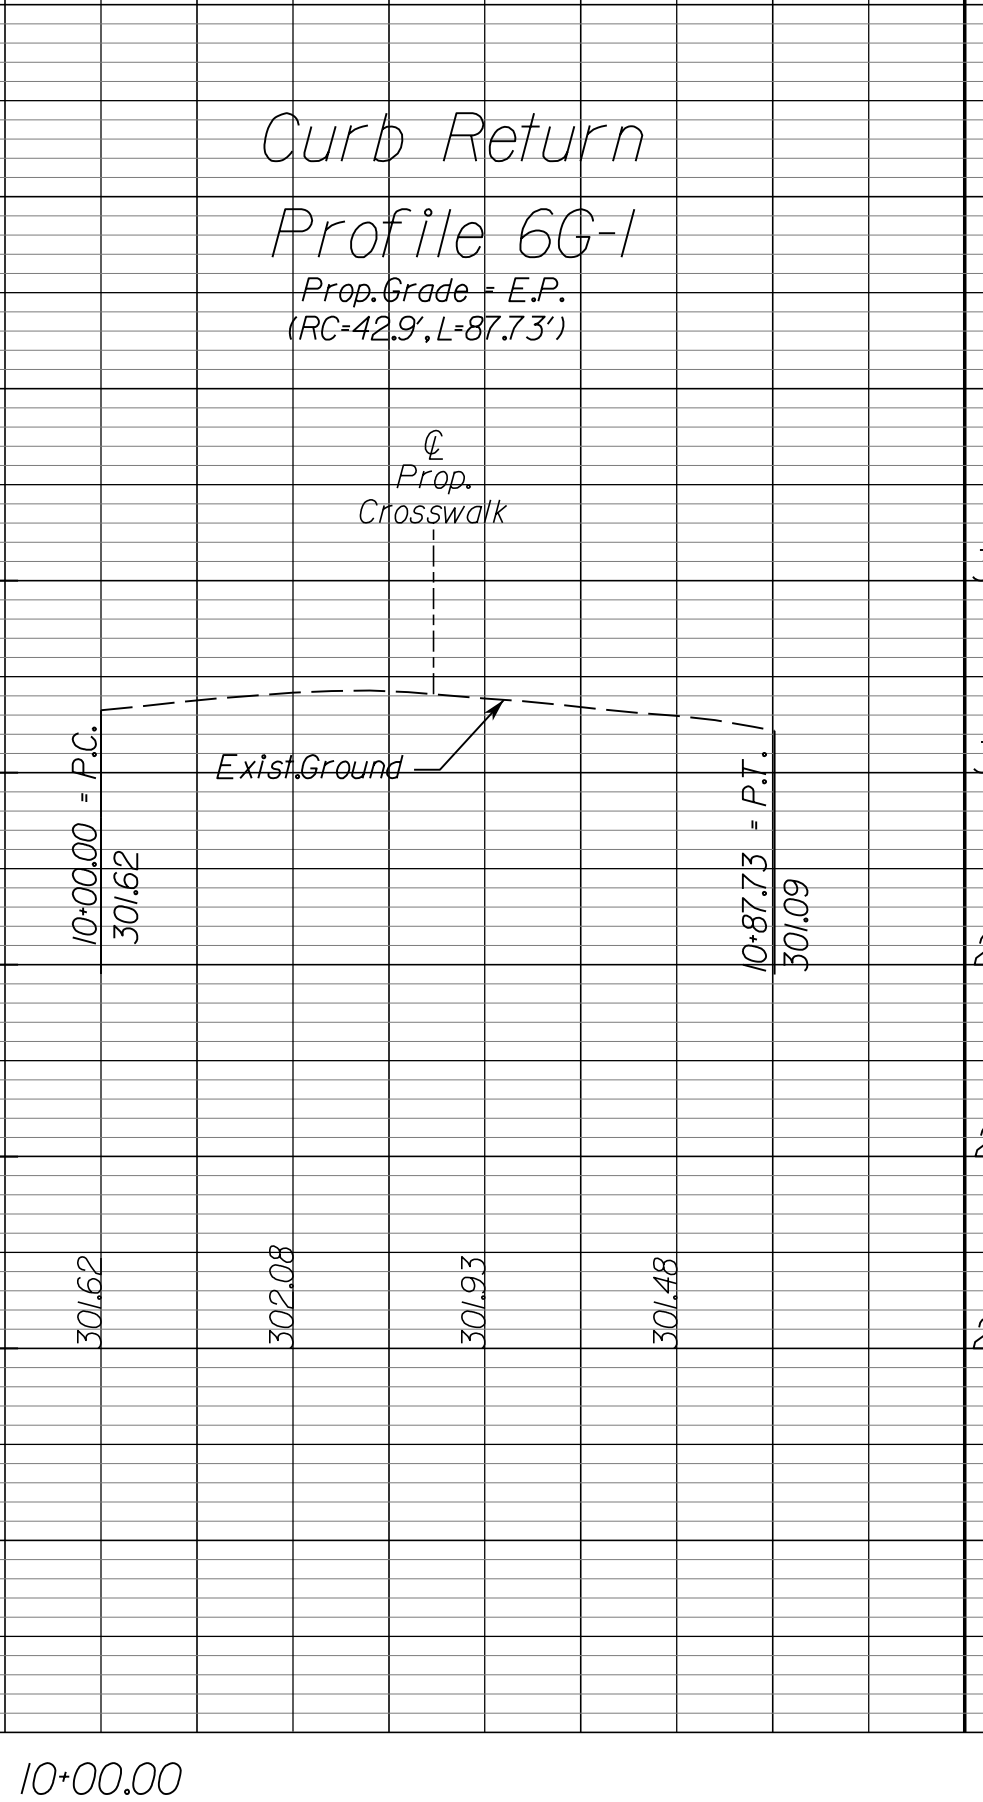 Curb Return
Profile 6G-1
Prop. Grade = E.P.
(RC=42.9', L=87.73')
℄
Prop.
Crosswalk
Exist. Ground
10+00.00 = P.C.
301.62
10+87.73 = P.T.
301.09
301.62
302.08
301.93
301.48
10+00.00